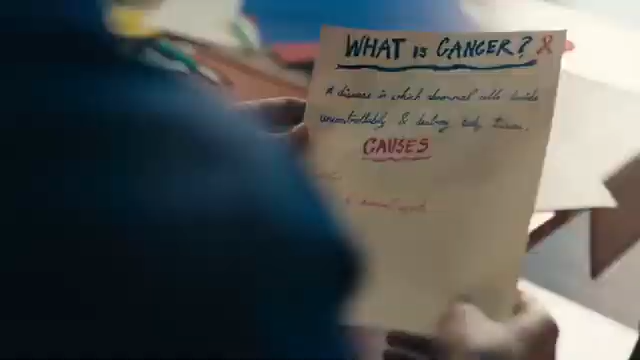 WHAT IS CANCER?
A disease in which abnormal cells divide
uncontrollably & destroy body tissue.
CAUSES